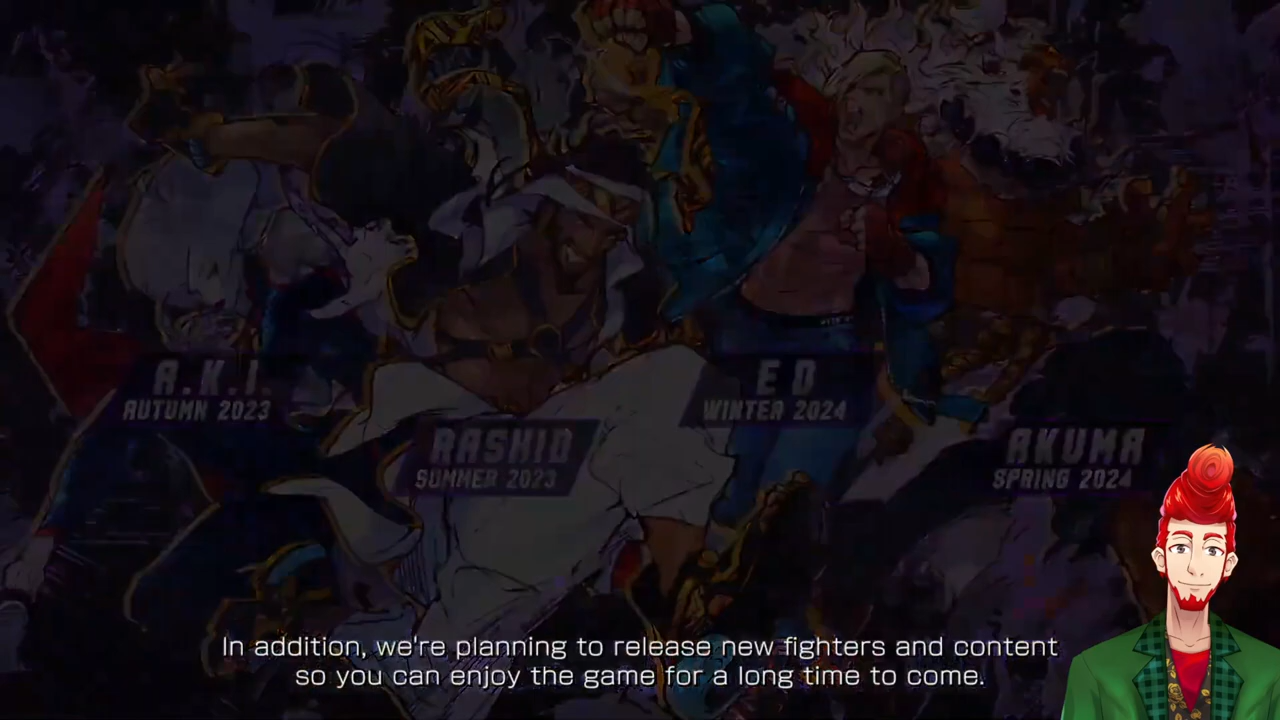 A.K.I.
AUTUMN 2023
RASHID
SUMMER 2023
ED
WINTER 2024
AKUMA
SPRING 2024
In addition, we're planning to release new fighters and content
so you can enjoy the game for a long time to come.